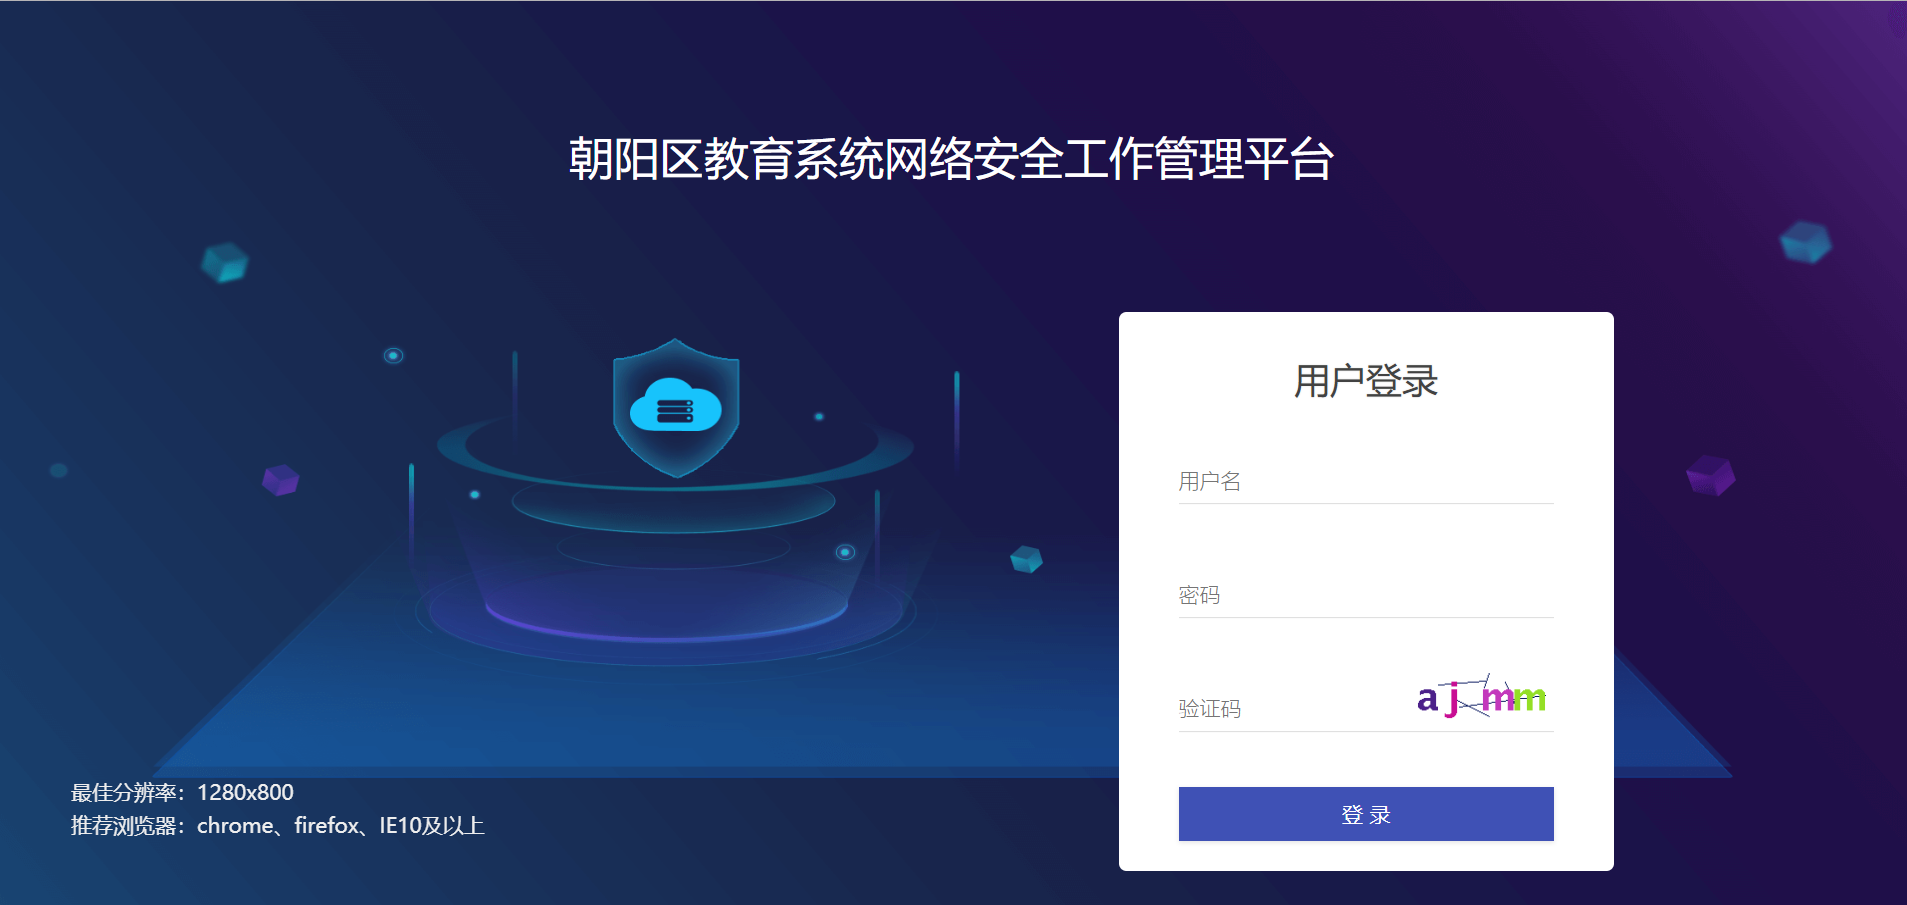 朝阳区教育系统网络安全工作管理平台
用户登录
用户名
密码
验证码
ajmm
登 录
最佳分辨率：1280x800
推荐浏览器：chrome、firefox、IE10及以上